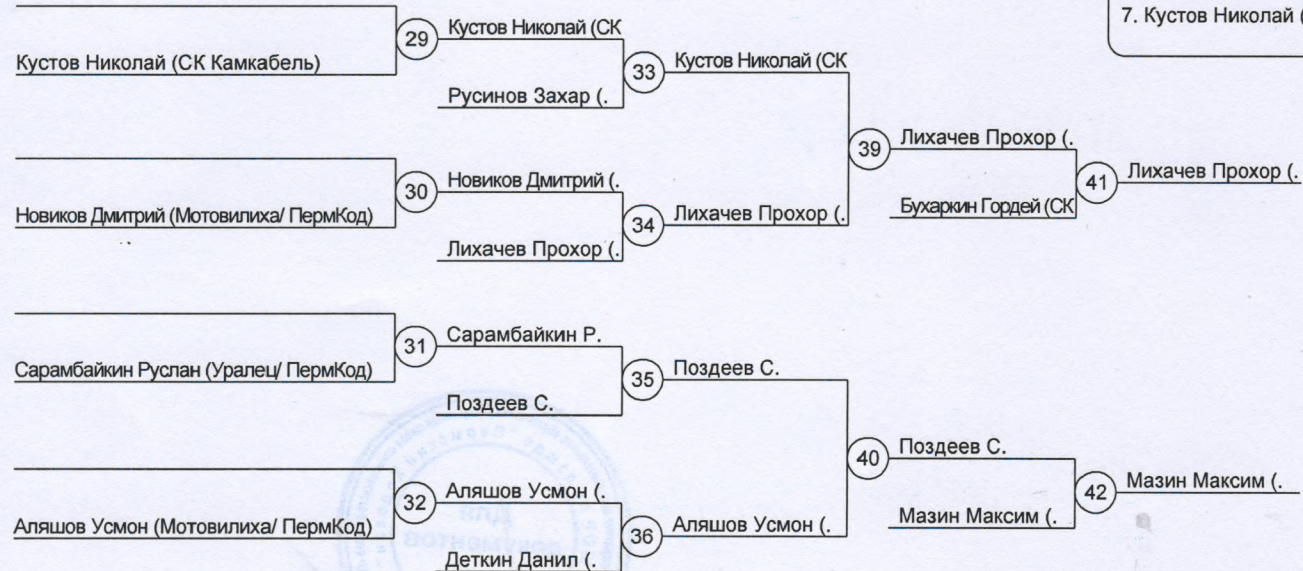 7. Кустов Николай (
29
Кустов Николай (СК
Кустов Николай (СК Камкабель)
33
Кустов Николай (СК
Русинов Захар (.
39
Лихачев Прохор (.
30
Новиков Дмитрий (.
41
Лихачев Прохор (.
Новиков Дмитрий (Мотовилиха/ ПермКод)
34
Лихачев Прохор (.
Бухаркин Гордей (СК
Лихачев Прохор (.
31
Сарамбайкин Р.
Сарамбайкин Руслан (Уралец/ ПермКод)
35
Поздеев С.
Поздеев С.
40
Поздеев С.
32
Аляшов Усмон (.
42
Мазин Максим (.
Аляшов Усмон (Мотовилиха/ ПермКод)
36
Аляшов Усмон (.
Мазин Максим (.
Деткин Данил (.
Для
документов